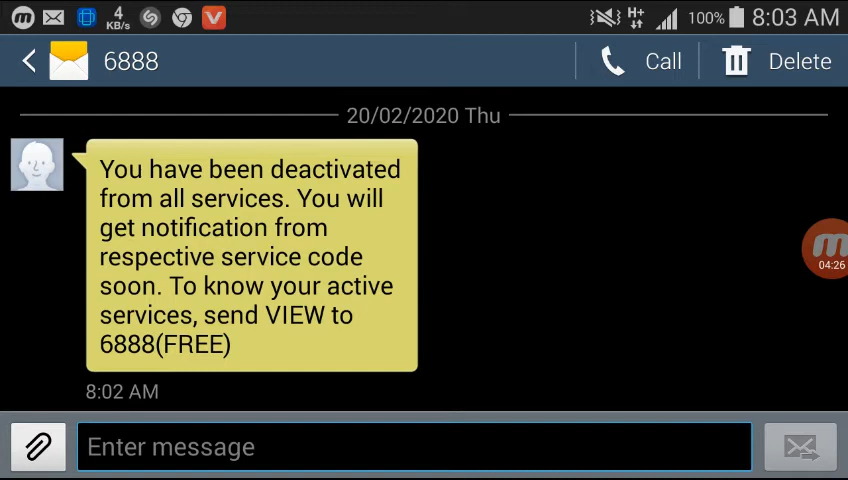 4
KB/s
H+
100%
8:03 AM
6888
Call
Delete
20/02/2020 Thu
You have been deactivated
from all services. You will
get notification from
respective service code
soon. To know your active
services, send VIEW to
6888(FREE)
04:26
8:02 AM
Enter message